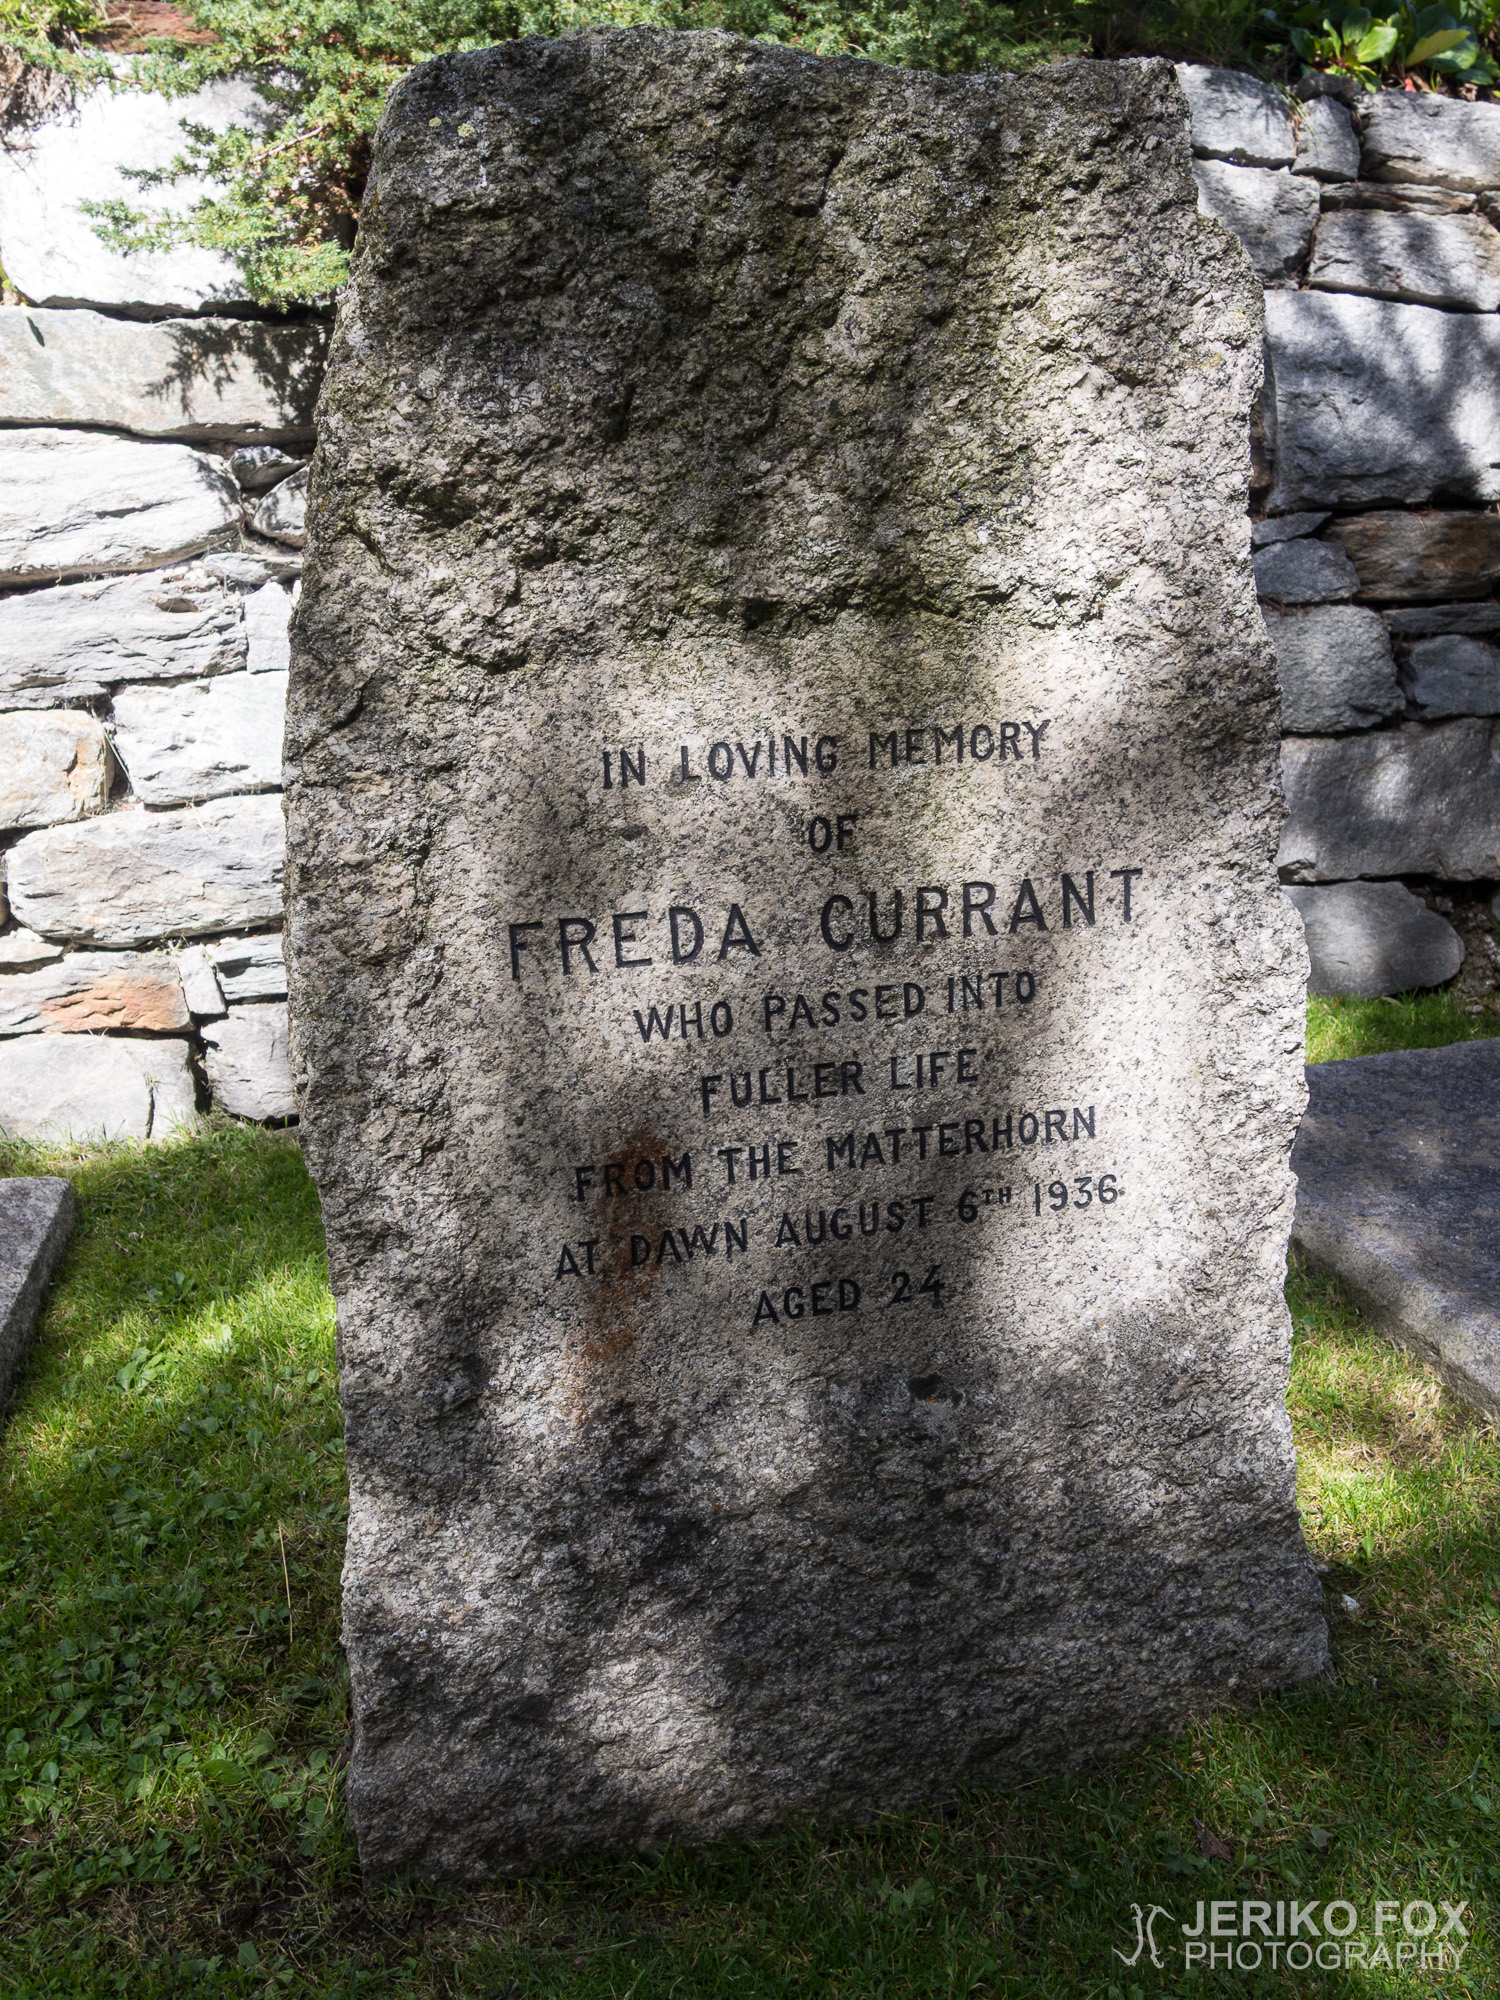 IN LOVING MEMORY
OF
FREDA CURRANT
WHO PASSED INTO
FULLER LIFE
FROM THE MATTERHORN
AT DAWN AUGUST 6TH 1936
AGED 24
JERIKO FOX
PHOTOGRAPHY